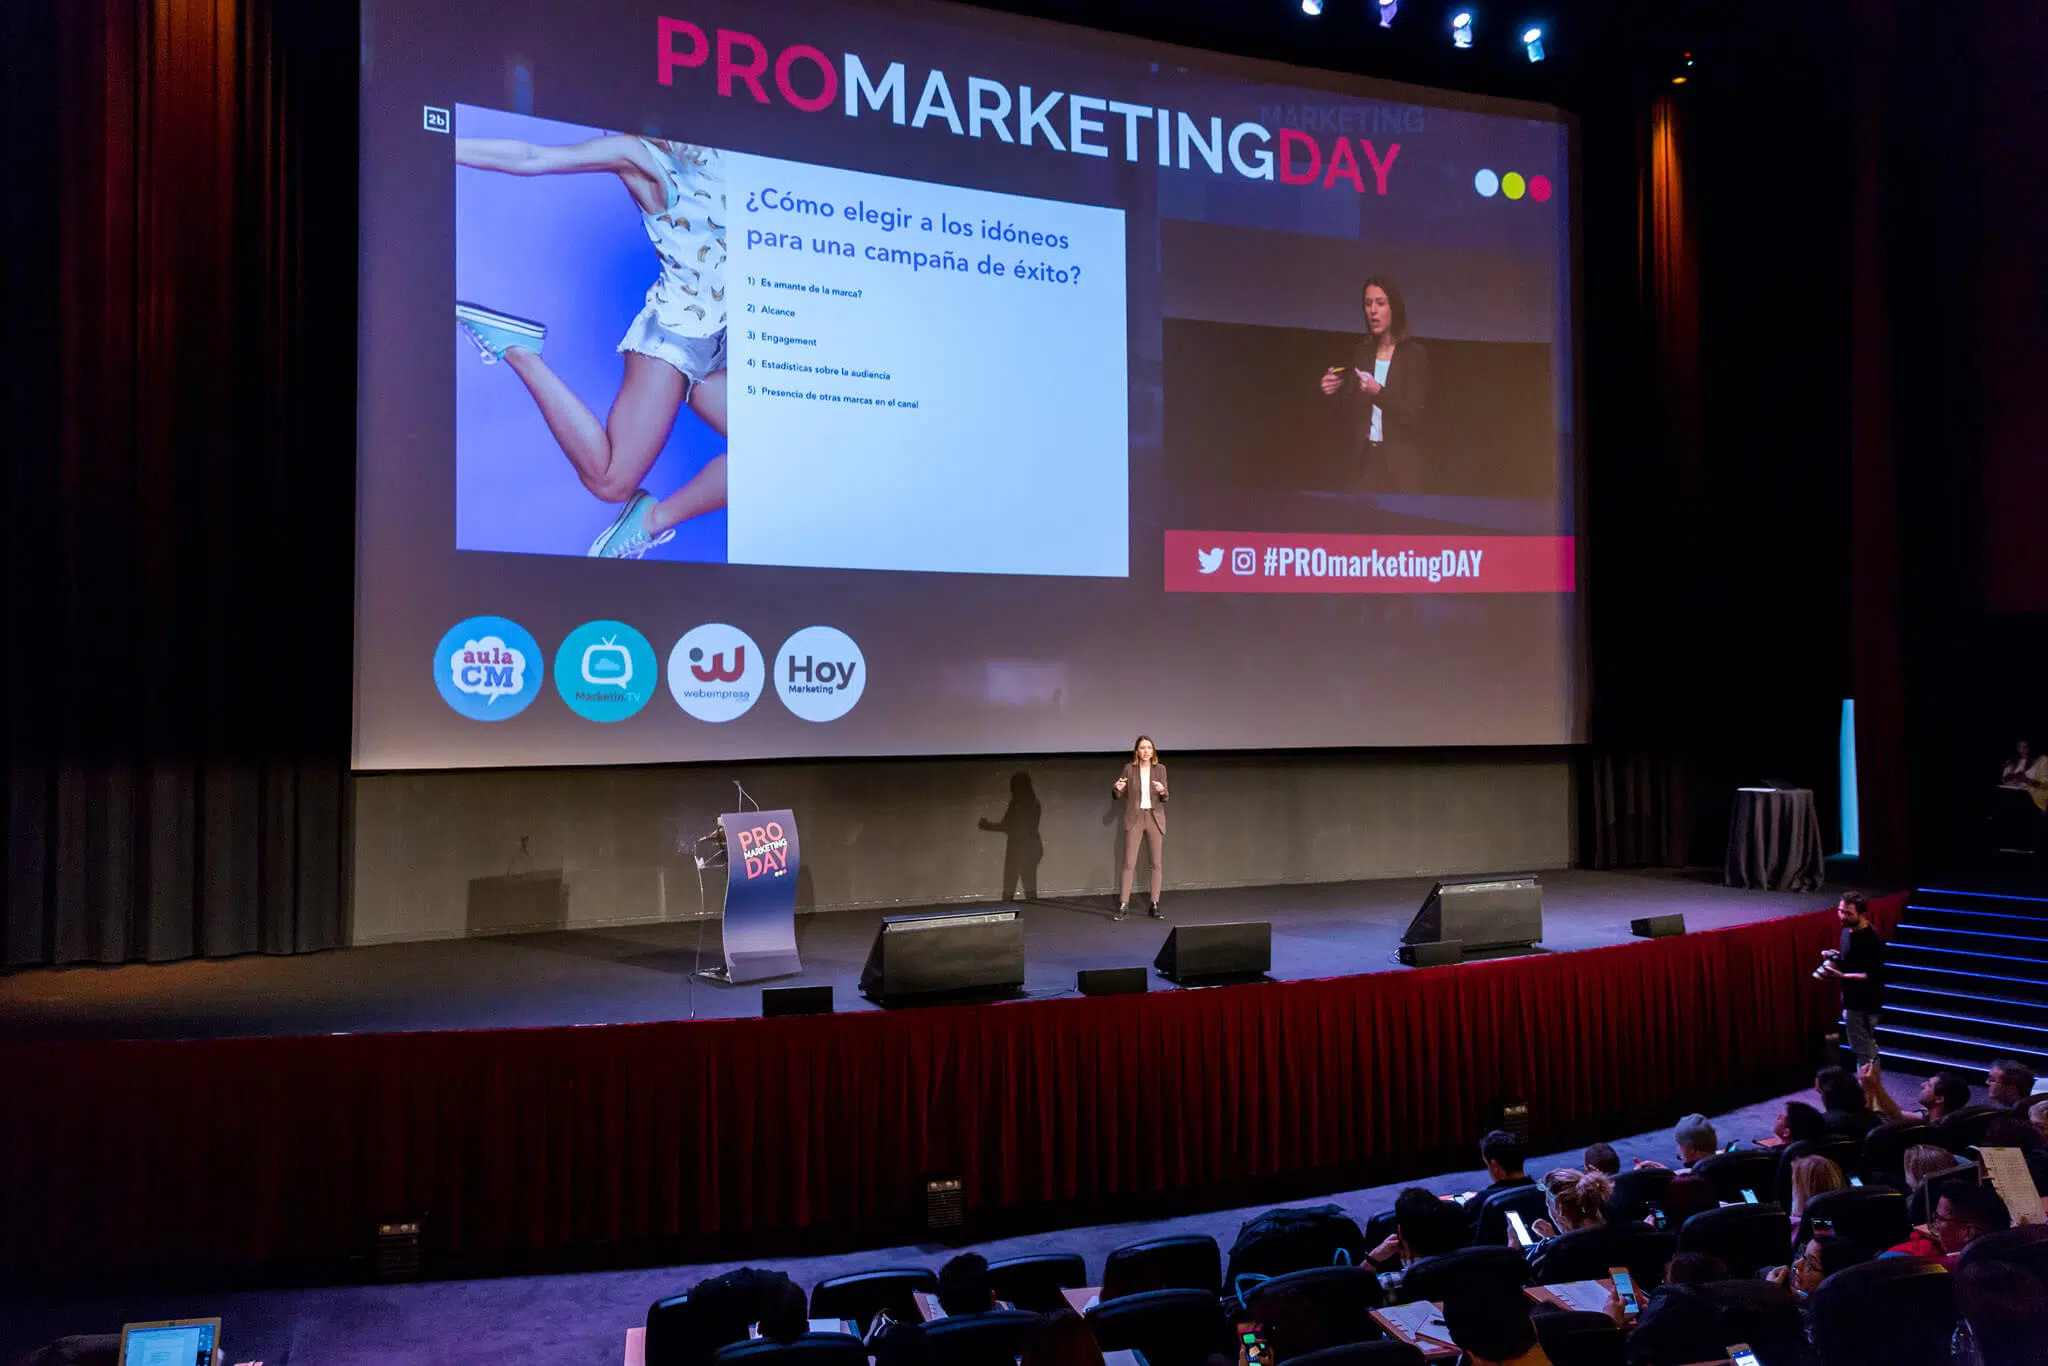 PROMARKETINGDAY
MARKETING
2b
¿Cómo elegir a los idóneos
para una campaña de éxito?
1) Es amante de la marca?
2) Alcance
3) Engagement
4) Estadísticas sobre la audiencia
5) Presencia de otras marcas en el canal
#PROmarketingDAY
aula
CM
MarketinTV
webempresa
Hoy
Marketing
PRO
MARKETING
DAY